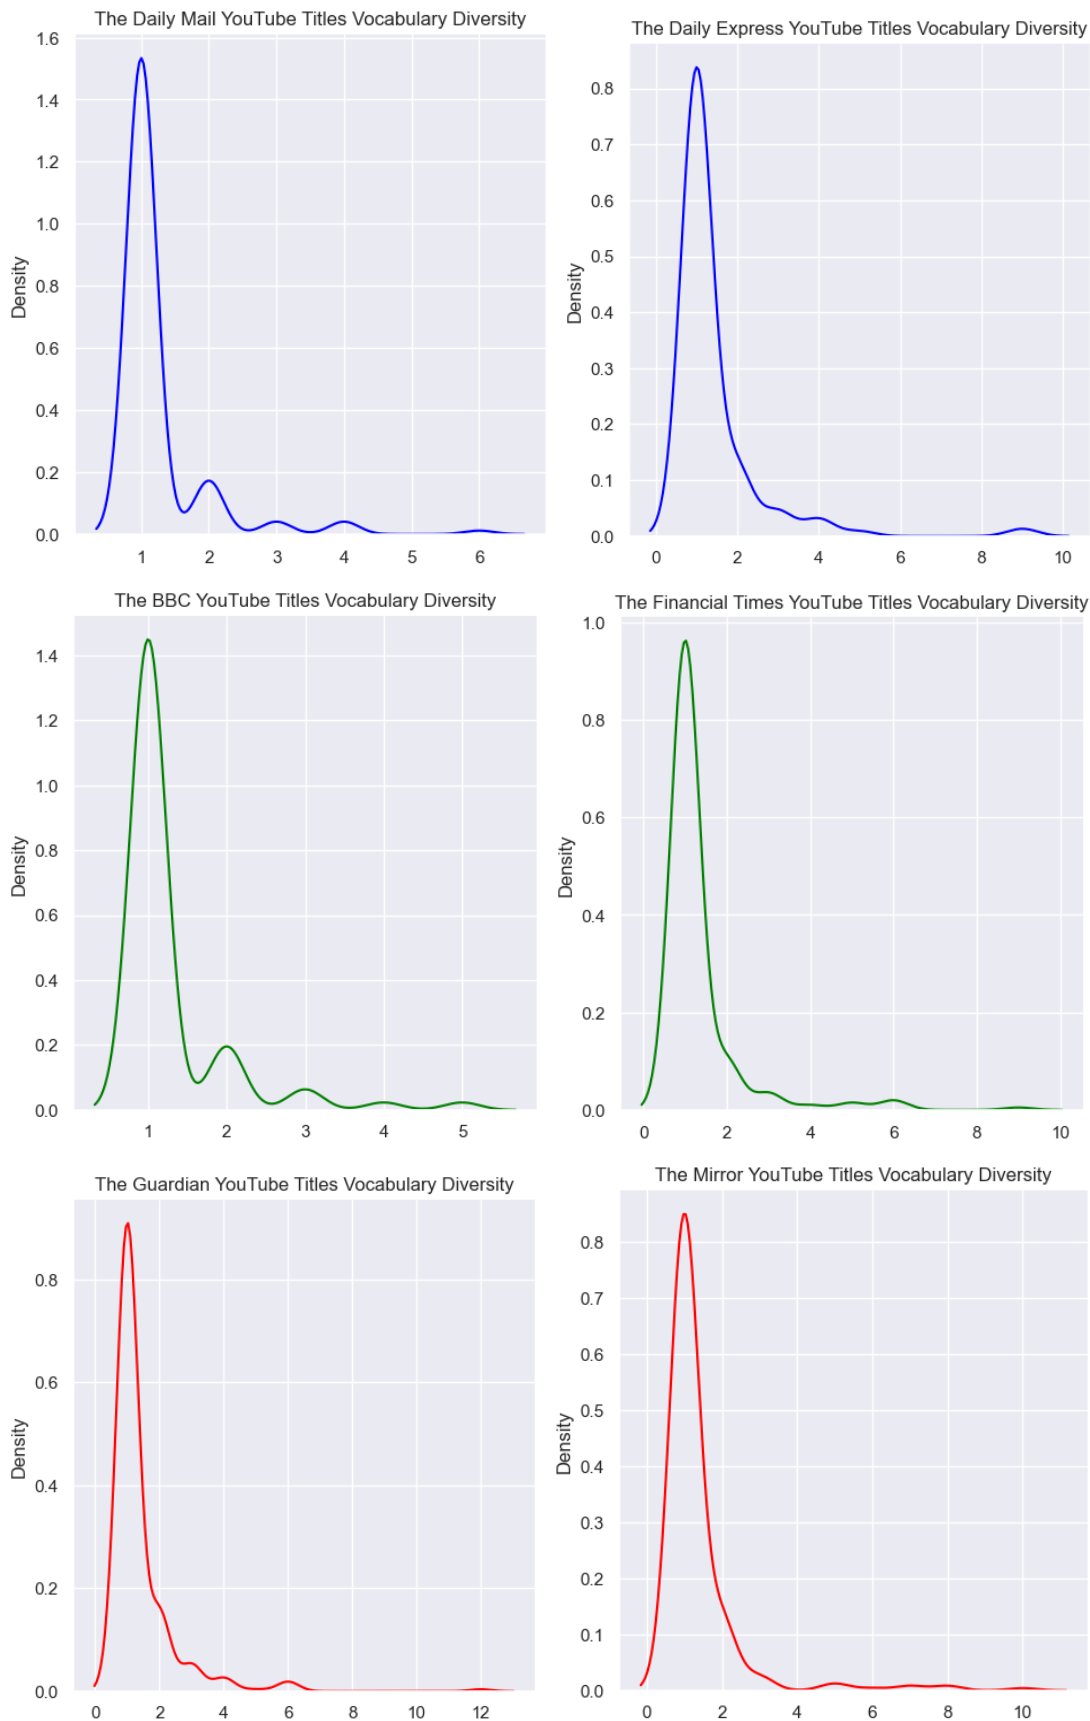 The Daily Mail YouTube Titles Vocabulary Diversity
1.6
1.4
1.2
1.0
0.8
0.6
0.4
0.2
0.0
Density
1 2 3 4 5 6
The Daily Express YouTube Titles Vocabulary Diversity
0.8
0.7
0.6
0.5
0.4
0.3
0.2
0.1
0.0
Density
0 2 4 6 8 10
The BBC YouTube Titles Vocabulary Diversity
1.4
1.2
1.0
0.8
0.6
0.4
0.2
0.0
Density
1 2 3 4 5
The Financial Times YouTube Titles Vocabulary Diversity
1.0
0.8
0.6
0.4
0.2
0.0
Density
0 2 4 6 8 10
The Guardian YouTube Titles Vocabulary Diversity
0.8
0.6
0.4
0.2
0.0
Density
0 2 4 6 8 10 12
The Mirror YouTube Titles Vocabulary Diversity
0.8
0.7
0.6
0.5
0.4
0.3
0.2
0.1
0.0
Density
0 2 4 6 8 10